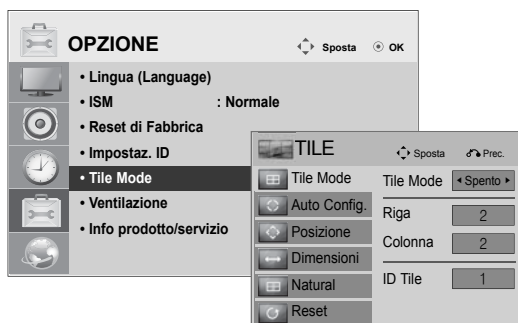 OPZIONE
Sposta OK
• Lingua (Language)
• ISM : Normale
• Reset di Fabbrica
• Impostaz. ID
• Tile Mode
• Ventilazione
• Info prodotto/servizio
TILE
Sposta Prec.
Tile Mode
Auto Config.
Posizione
Dimensioni
Natural
Reset
Tile Mode Spento
Riga 2
Colonna 2
ID Tile 1